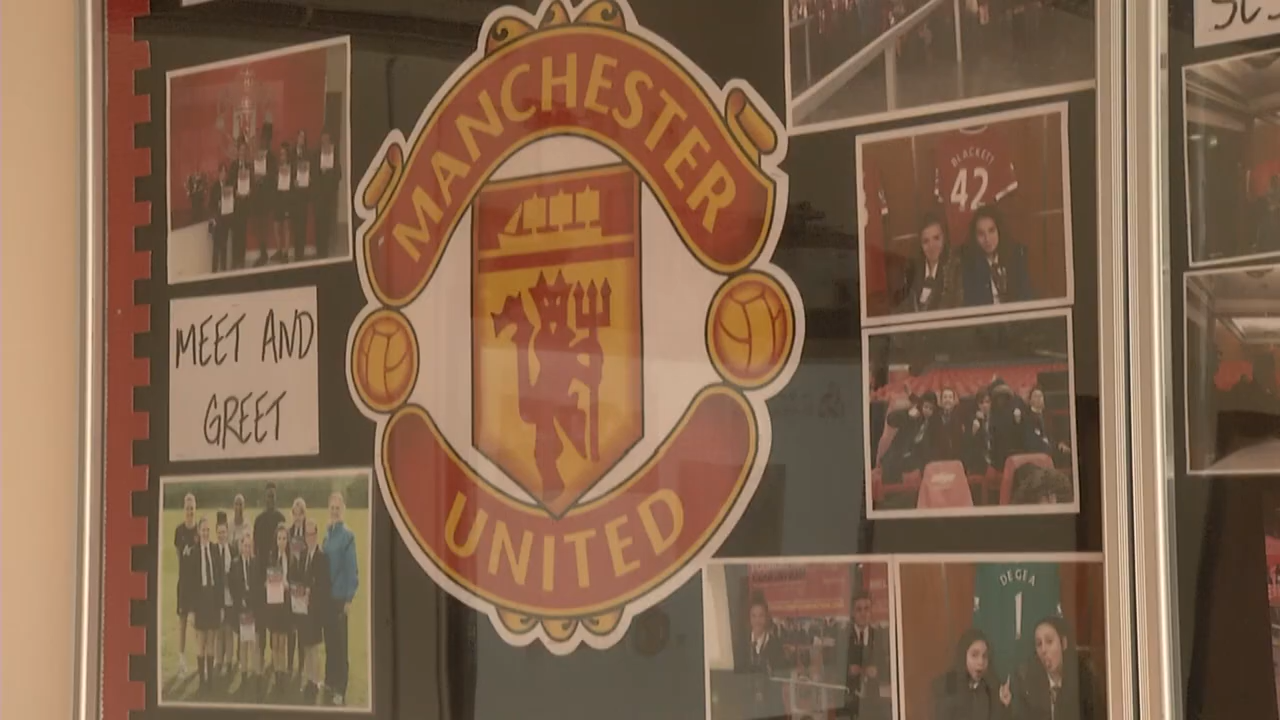 MANCHESTER
UNITED
MEET AND
GREET
BLACKETT
42
DE GEA
1